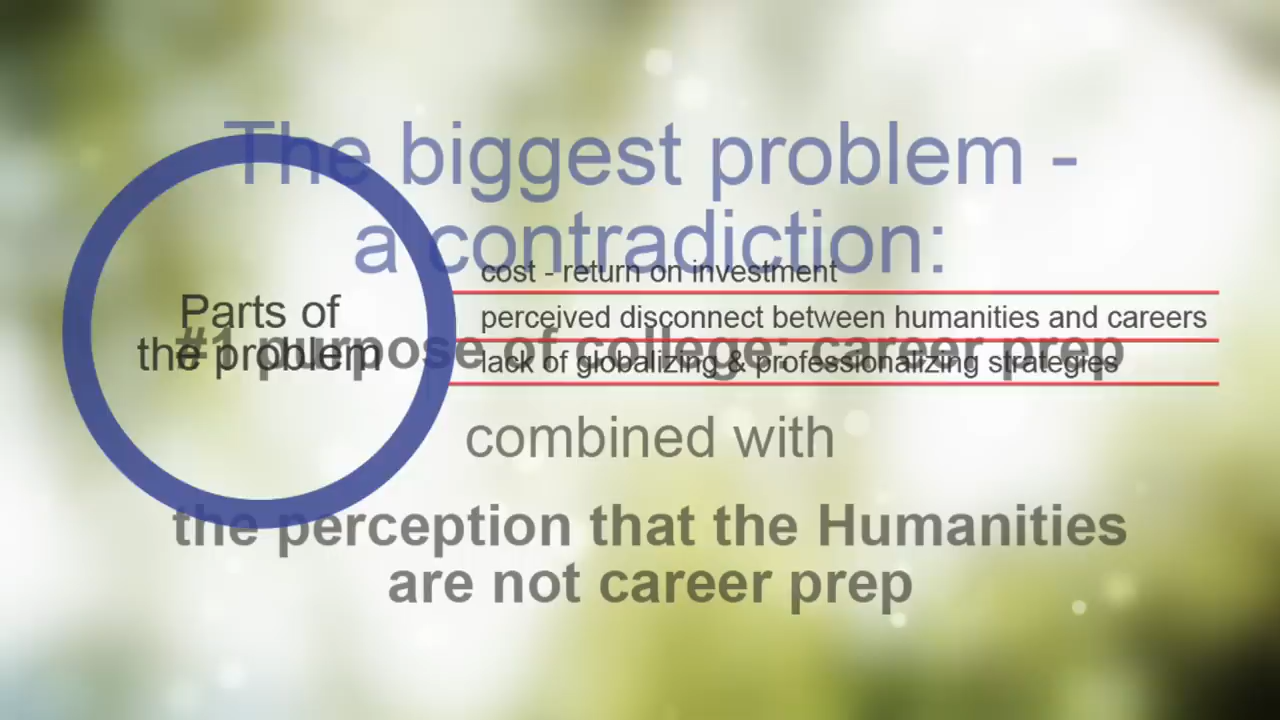 The biggest problem -
a contradiction:
#1 purpose of college: career prep
combined with
the perception that the Humanities
are not career prep
Parts of
the problem
cost - return on investment
perceived disconnect between humanities and careers
lack of globalizing & professionalizing strategies